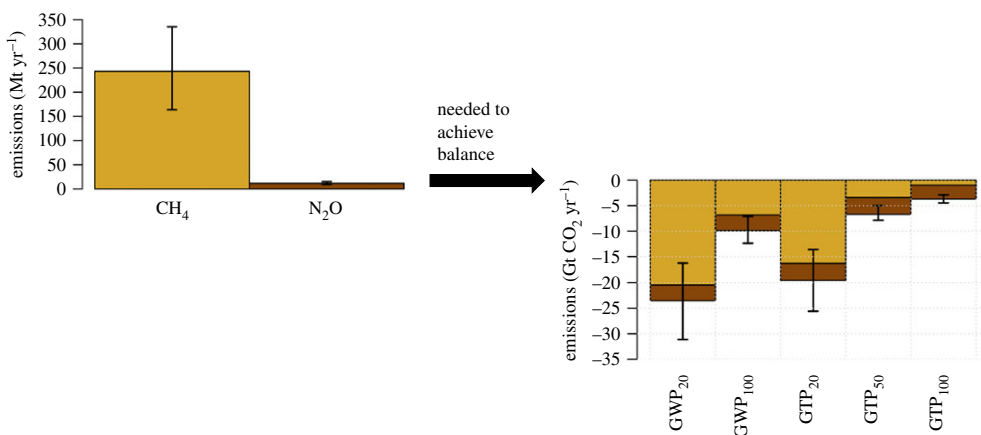 emissions (Mt yr⁻¹)
350
300
250
200
150
100
50
0
CH₄
N₂O
needed to
achieve
balance
emissions (Gt CO₂ yr⁻¹)
0
−5
−10
−15
−20
−25
−30
−35
GWP₂₀
GWP₁₀₀
GTP₂₀
GTP₅₀
GTP₁₀₀